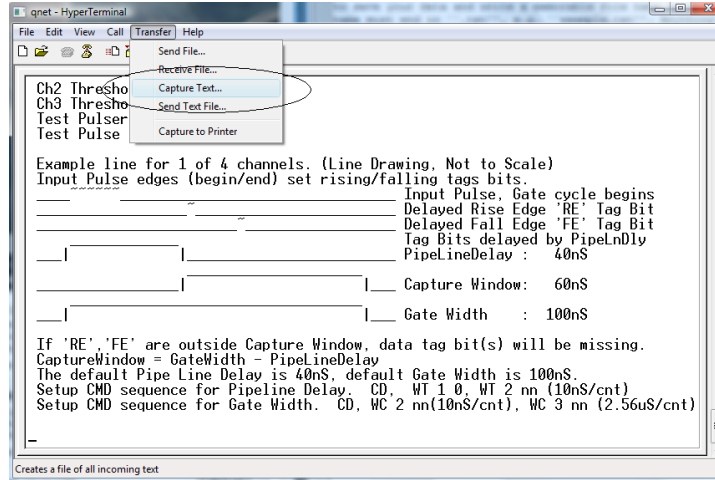 qnet - HyperTerminal
File Edit View Call Transfer Help
Send File...
Receive File...
Capture Text...
Send Text File...
Capture to Printer
Ch2 Thresho
Ch3 Thresho
Test Pulser
Test Pulse
Example line for 1 of 4 channels. (Line Drawing, Not to Scale)
Input Pulse edges (begin/end) set rising/falling tags bits.
Input Pulse, Gate cycle begins
Delayed Rise Edge 'RE' Tag Bit
Delayed Fall Edge 'FE' Tag Bit
Tag Bits delayed by PipeLnDly
PipeLineDelay : 40nS
Capture Window: 60nS
Gate Width : 100nS
If 'RE','FE' are outside Capture Window, data tag bit(s) will be missing.
CaptureWindow = GateWidth - PipeLineDelay
The default Pipe Line Delay is 40nS, default Gate Width is 100nS.
Setup CMD sequence for Pipeline Delay. CD, WT 1 0, WT 2 nn (10nS/cnt)
Setup CMD sequence for Gate Width. CD, WC 2 nn(10nS/cnt), WC 3 nn (2.56uS/cnt)
Creates a file of all incoming text